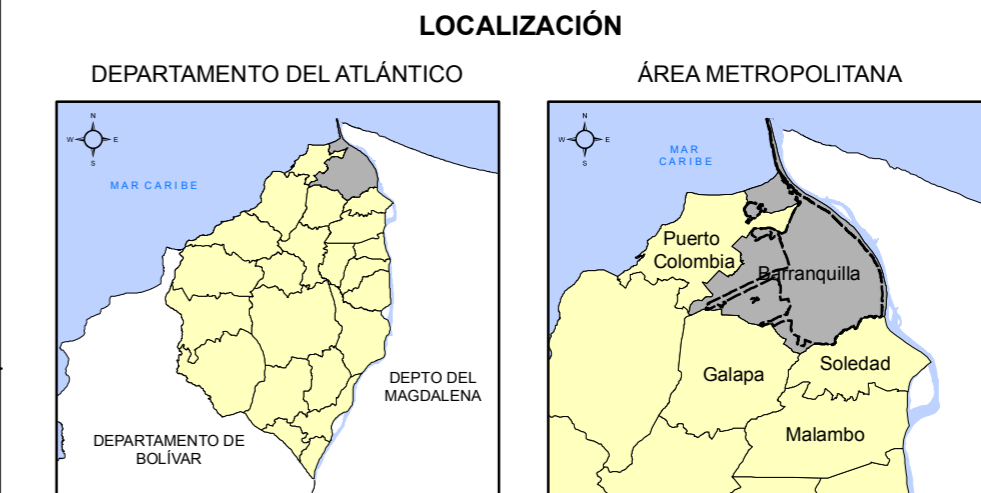 LOCALIZACIÓN
DEPARTAMENTO DEL ATLÁNTICO
N
W
E
S
MAR CARIBE
DEPTO DEL
MAGDALENA
DEPARTAMENTO DE
BOLÍVAR
ÁREA METROPOLITANA
N
W
E
S
MAR
CARIBE
Puerto
Colombia
Barranquilla
Galapa
Soledad
Malambo